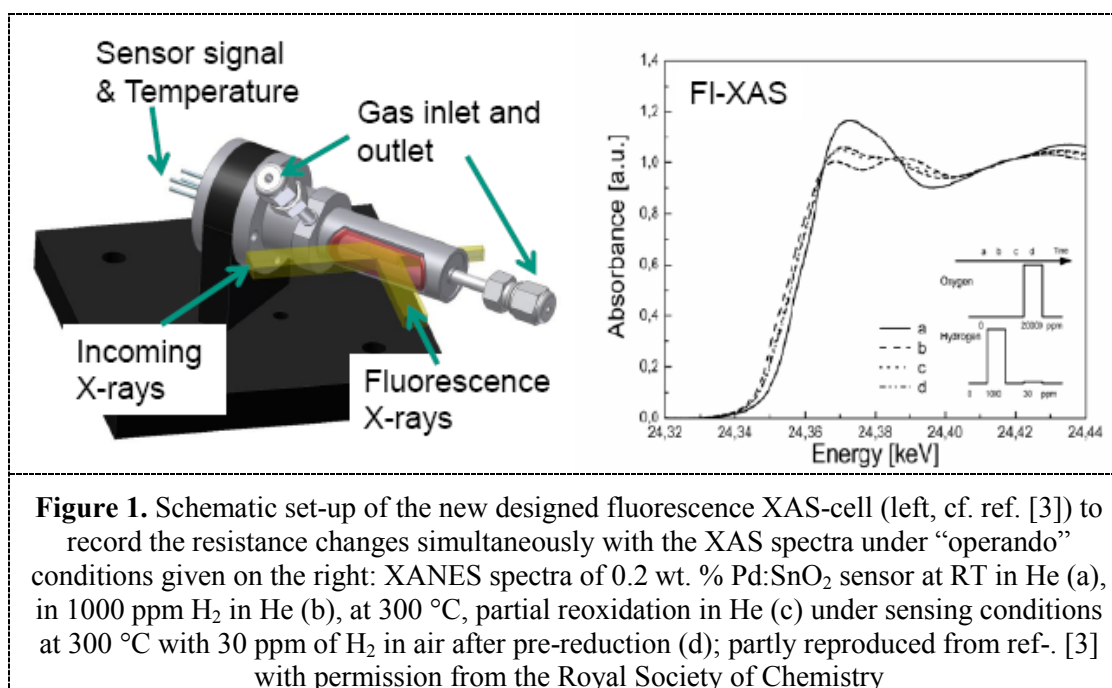 Sensor signal
& Temperature
Gas inlet and
outlet
Incoming
X-rays
Fluorescence
X-rays
FI-XAS
Absorbance [a.u.]
1,4
1,2
1,0
0,8
0,6
0,4
0,2
0,0
24,32 24,34 24,36 24,38 24,40 24,42 24,44
Energy [keV]
a
b
c
d
a b c d Time
Oxygen
0 20000 ppm
Hydrogen
0 1000 30 ppm
Figure 1. Schematic set-up of the new designed fluorescence XAS-cell (left, cf. ref. [3]) to
record the resistance changes simultaneously with the XAS spectra under “operando”
conditions given on the right: XANES spectra of 0.2 wt. % Pd:SnO₂ sensor at RT in He (a),
in 1000 ppm H₂ in He (b), at 300 °C, partial reoxidation in He (c) under sensing conditions
at 300 °C with 30 ppm of H₂ in air after pre-reduction (d); partly reproduced from ref-. [3]
with permission from the Royal Society of Chemistry